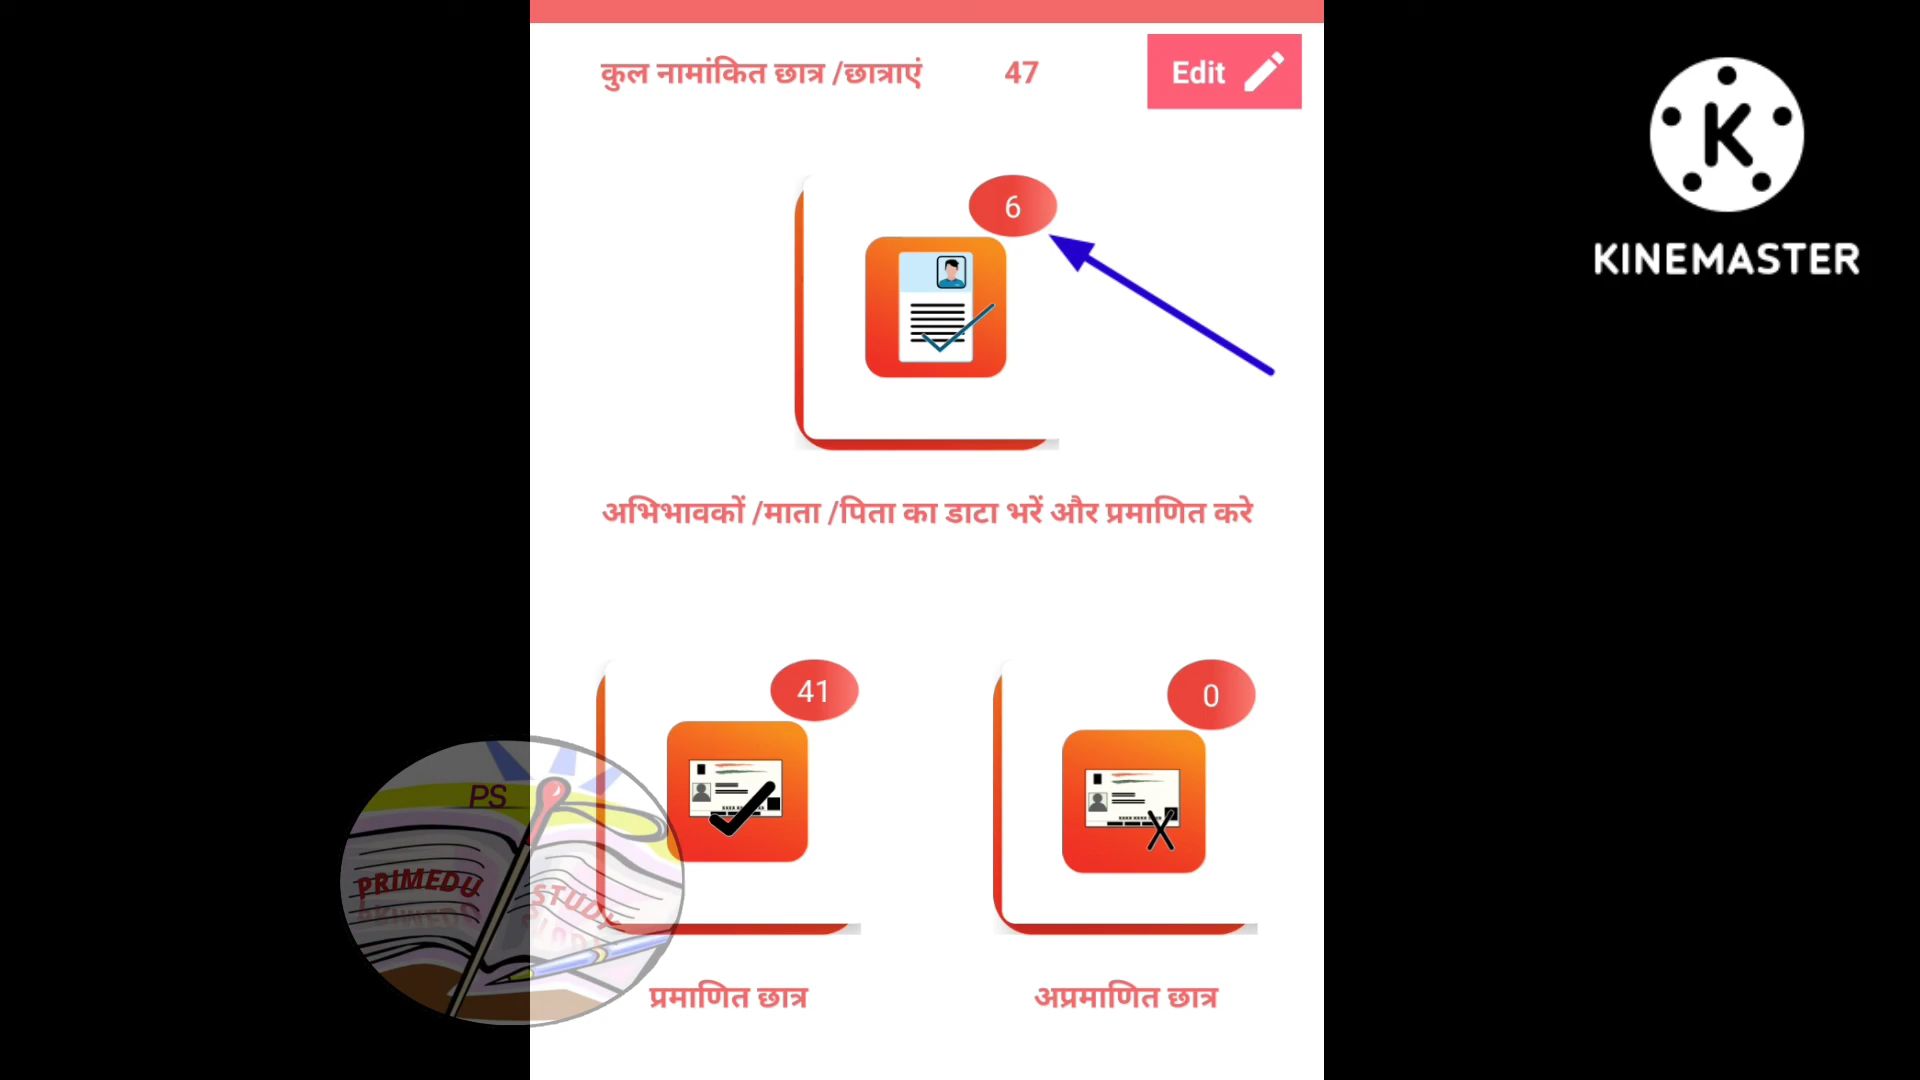 कुल नामांकित छात्र /छात्राएं 47 Edit
K
KINEMASTER
6
अभिभावकों /माता /पिता का डाटा भरें और प्रमाणित करे
41
0
PS
PRIMEDU STUDY
प्रमाणित छात्र
अप्रमाणित छात्र